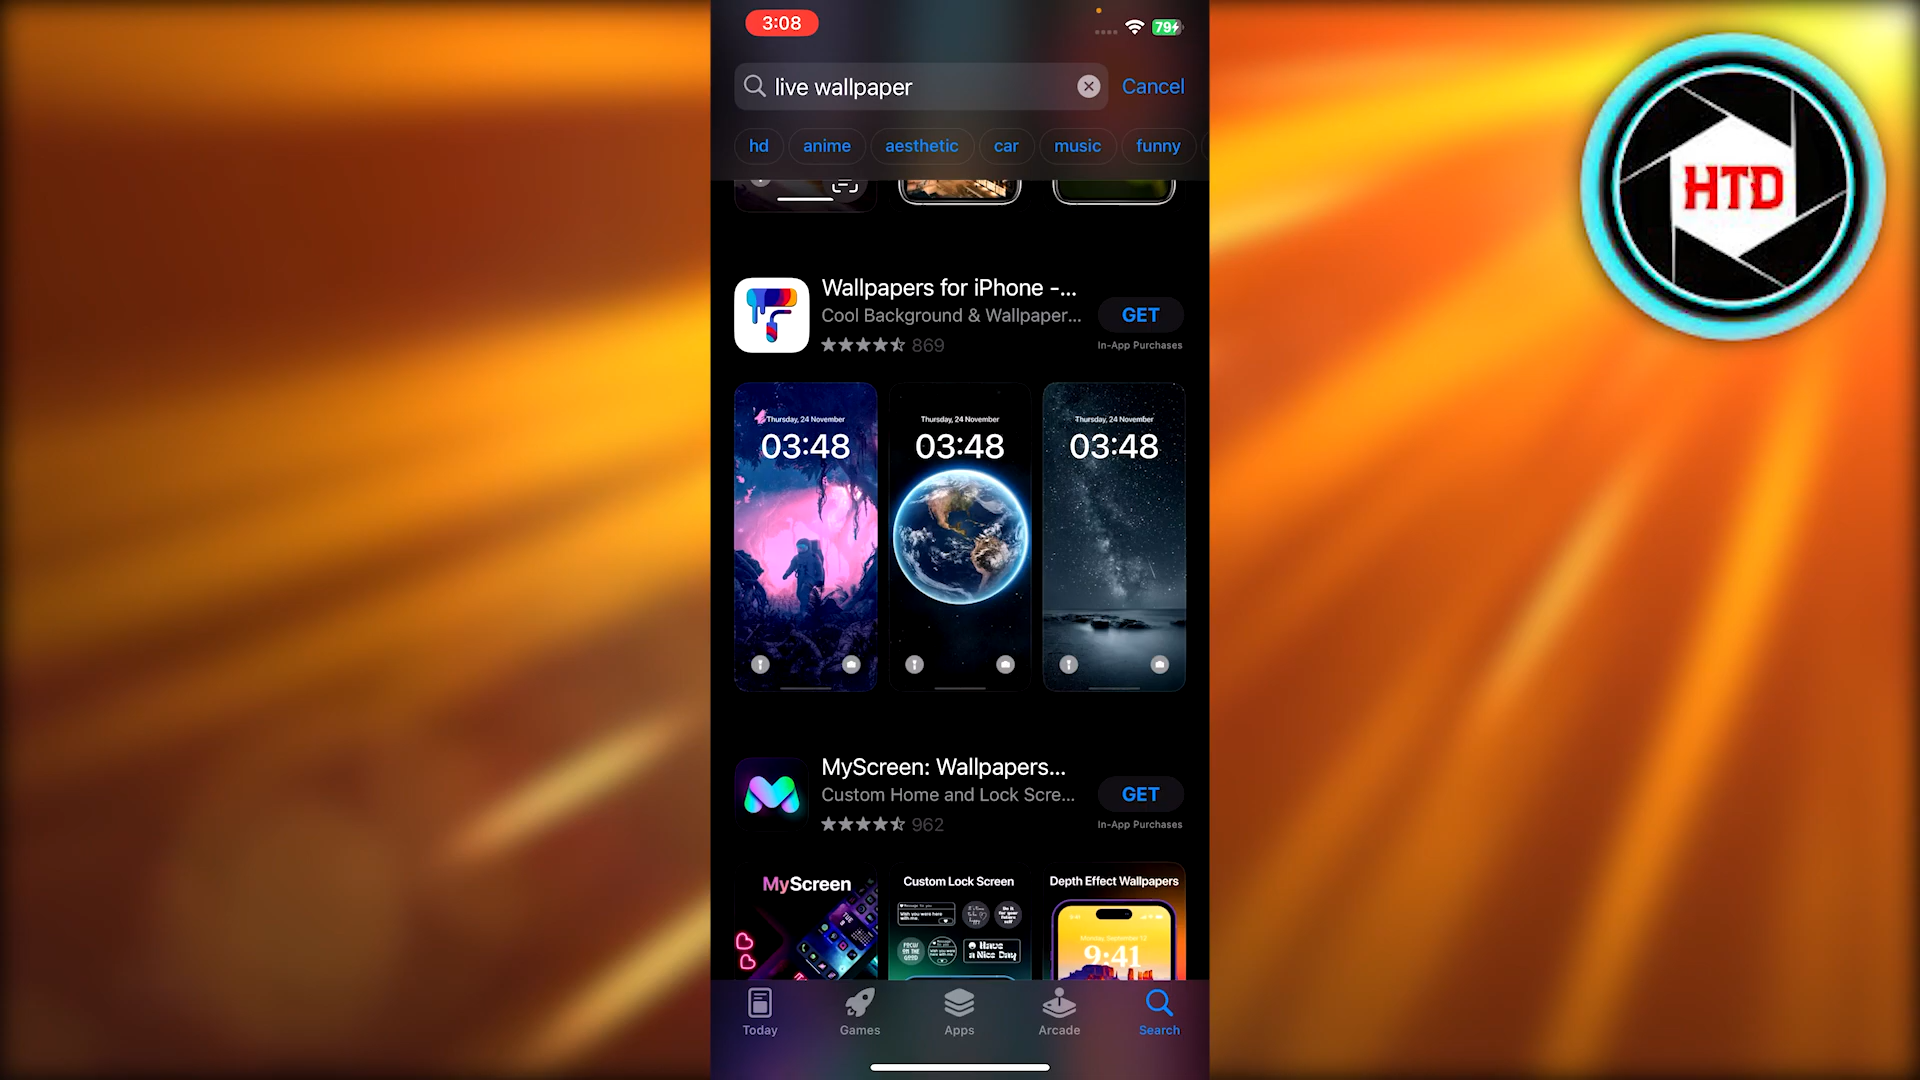 3:08
79
live wallpaper
Cancel
hd
anime
aesthetic
car
music
funny
HTD
Wallpapers for iPhone -...
Cool Background & Wallpaper...
869
GET
In-App Purchases
Thursday, 24 November
03:48
Thursday, 24 November
03:48
Thursday, 24 November
03:48
MyScreen: Wallpapers...
Custom Home and Lock Scre...
962
GET
In-App Purchases
MyScreen
Custom Lock Screen
Depth Effect Wallpapers
Have
a Nice Day
9:41
Today
Games
Apps
Arcade
Search